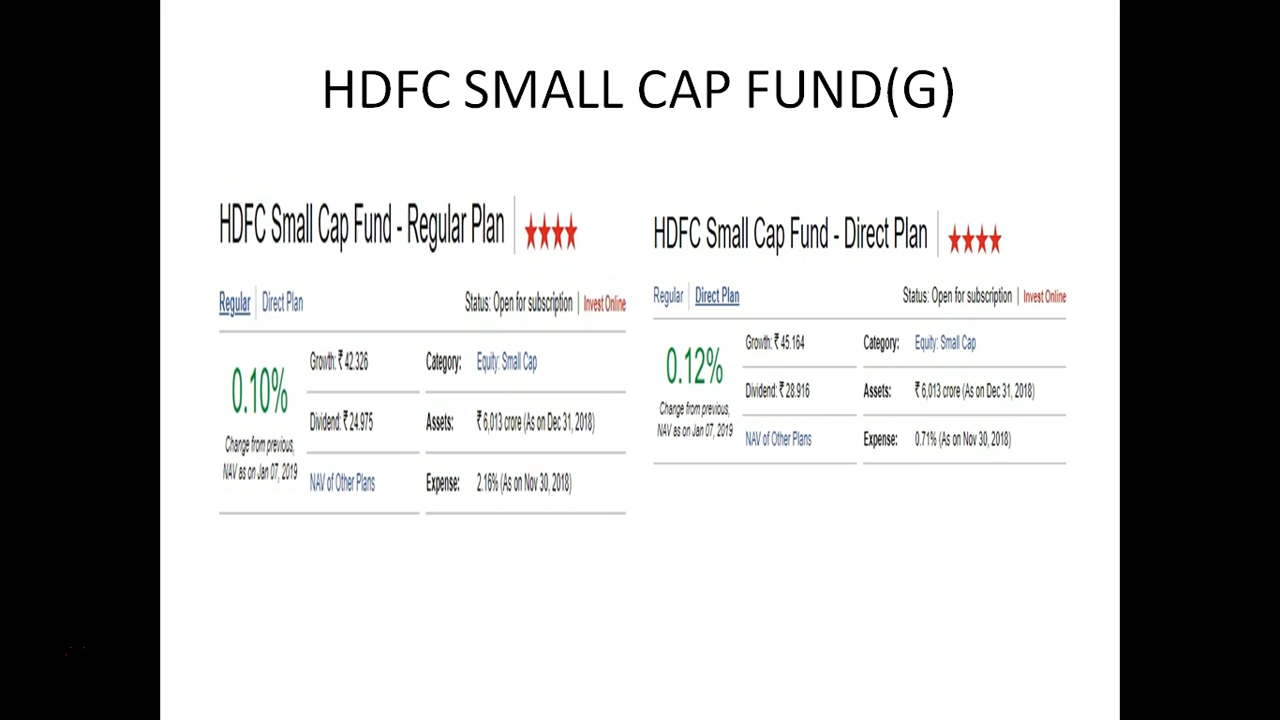 HDFC SMALL CAP FUND(G)
HDFC Small Cap Fund - Regular Plan
Regular Direct Plan Status: Open for subscription | Invest Online
0.10%
Change from previous,
NAV as on Jan 07, 2019
Growth: ₹ 42.326 Category: Equity: Small Cap
Dividend: ₹ 24.975 Assets: ₹ 6,013 crore (As on Dec 31, 2018)
NAV of Other Plans Expense: 2.16% (As on Nov 30, 2018)
HDFC Small Cap Fund - Direct Plan
Regular Direct Plan Status: Open for subscription | Invest Online
0.12%
Change from previous,
NAV as on Jan 07, 2019
Growth: ₹ 45.164 Category: Equity: Small Cap
Dividend: ₹ 28.916 Assets: ₹ 6,013 crore (As on Dec 31, 2018)
NAV of Other Plans Expense: 0.71% (As on Nov 30, 2018)